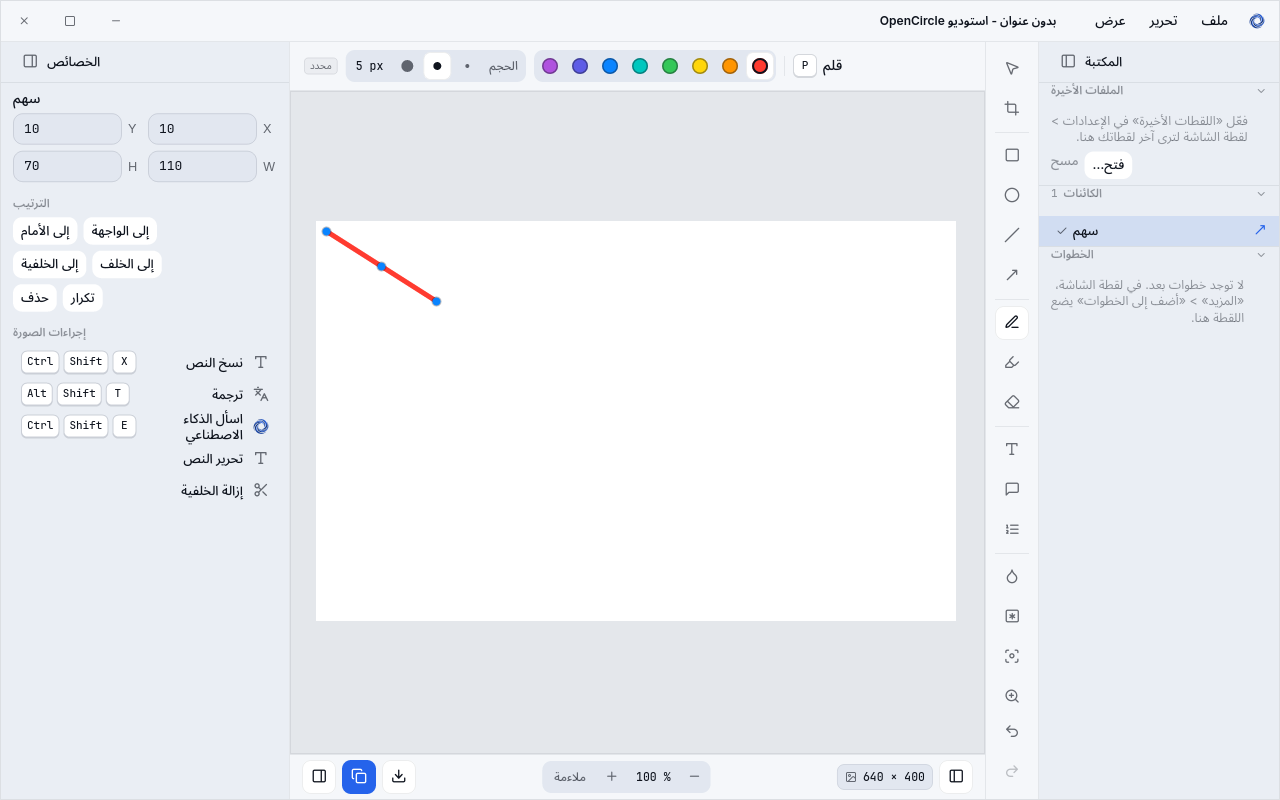 ملف تحرير عرض بدون عنوان - استوديو OpenCircle
المكتبة
الملفات الأخيرة
فعّل «اللقطات الأخيرة» في الإعدادات >
لقطة الشاشة لترى آخر لقطاتك هنا.
فتح... مسح
الكائنات 1
سهم
الخطوات
لا توجد خطوات بعد. في لقطة الشاشة،
«المزيد» > «أضف إلى الخطوات» يضع
اللقطة هنا.
قلم P الحجم 5 px محدد
640 × 400
100 %
ملاءمة
الخصائص
سهم
X 10 Y 10
W 110 H 70
الترتيب
إلى الواجهة إلى الأمام
إلى الخلف إلى الخلفية
تكرار حذف
إجراءات الصورة
نسخ النص Ctrl Shift X
ترجمة Alt Shift T
اسأل الذكاء
الاصطناعي Ctrl Shift E
تحرير النص
إزالة الخلفية